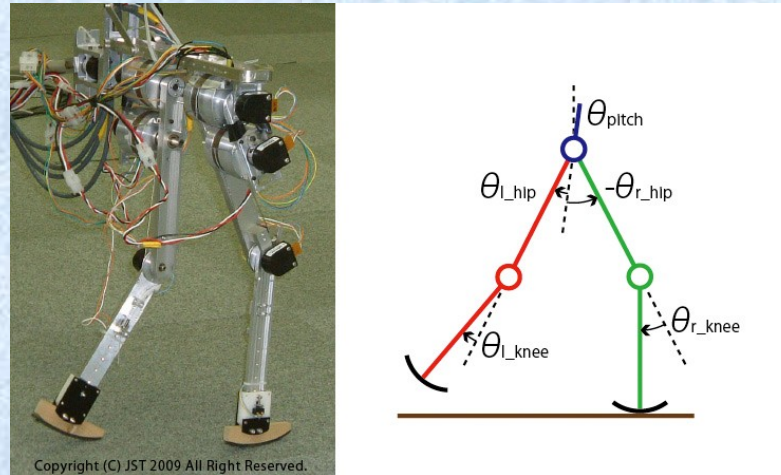 θpitch
θl_hip
-θr_hip
θr_knee
θl_knee
Copyright (C) JST 2009 All Right Reserved.